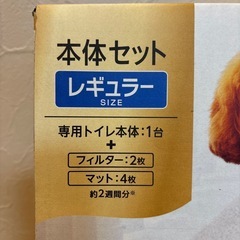 本体セット
レギュラー
SIZE
専用トイレ本体:1台
+
フィルター:2枚
マット:4枚
約2週間分※